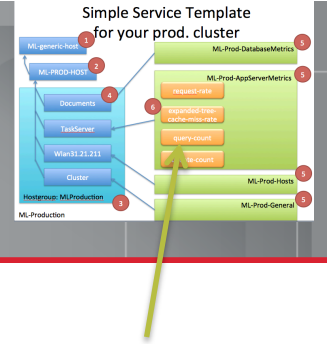 Simple Service Template
for your prod. cluster
1
ML-generic-host
5
ML-Prod-DatabaseMetrics
2
ML-PROD-HOST
5
ML-Prod-AppServerMetrics
request-rate
4
Documents
6
expanded-tree-
cache-miss-rate
TaskServer
query-count
Wlan31.21.211
-count
5
ML-Prod-Hosts
Cluster
Hostgroup: MLProduction
3
5
ML-Prod-General
ML-Production